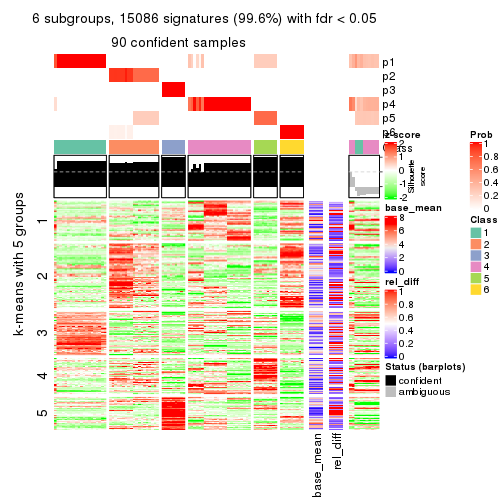 6 subgroups, 15086 signatures (99.6%) with fdr < 0.05
90 confident samples
p1
p2
p3
p4
p5
p6
Class
z_score
2
1
0
-1
-2
Silhouette
score
Prob
1
0.8
0.6
0.4
0.2
0
base_mean
8
6
4
2
0
Class
1
2
3
4
5
6
rel_diff
1
0.8
0.6
0.4
0.2
0
Status (barplots)
confident
ambiguous
k-means with 5 groups
1
2
3
4
5
base_mean
rel_diff